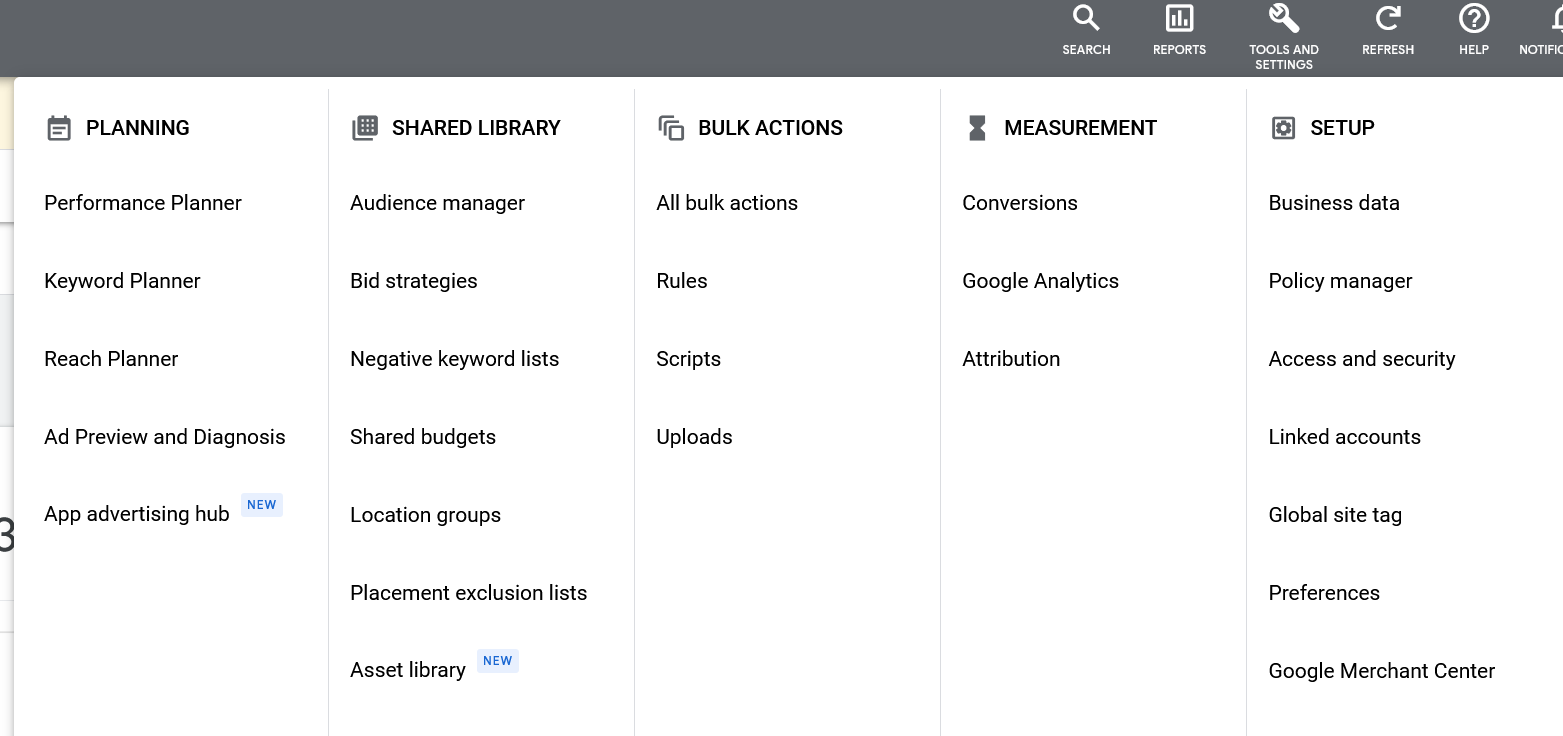 SEARCH
REPORTS
TOOLS AND
SETTINGS
REFRESH
HELP
PLANNING
Performance Planner
Keyword Planner
Reach Planner
Ad Preview and Diagnosis
App advertising hub NEW
SHARED LIBRARY
Audience manager
Bid strategies
Negative keyword lists
Shared budgets
Location groups
Placement exclusion lists
Asset library NEW
BULK ACTIONS
All bulk actions
Rules
Scripts
Uploads
MEASUREMENT
Conversions
Google Analytics
Attribution
SETUP
Business data
Policy manager
Access and security
Linked accounts
Global site tag
Preferences
Google Merchant Center